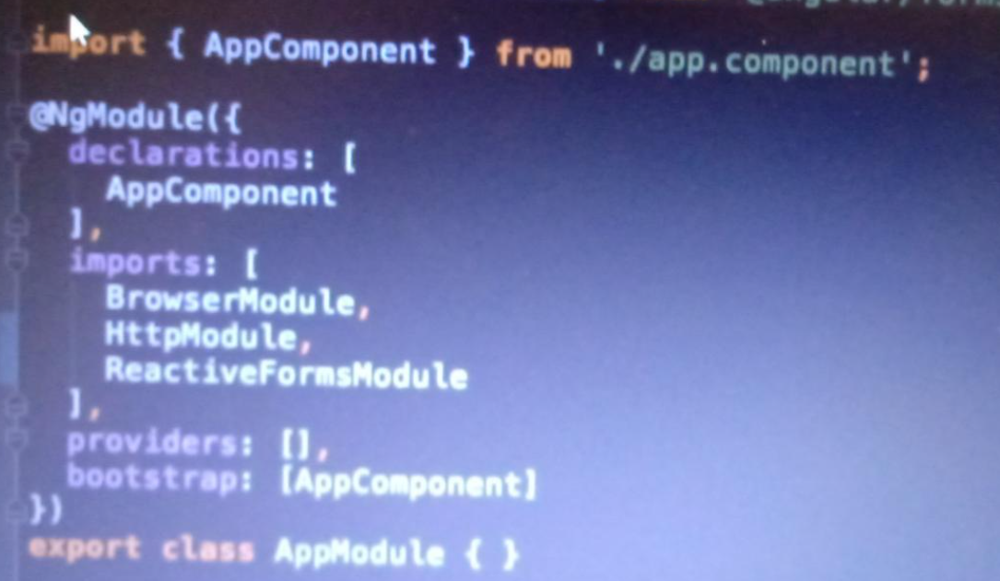 import { AppComponent } from './app.component';
@NgModule({
  declarations: [
    AppComponent
  ],
  imports: [
    BrowserModule,
    HttpModule,
    ReactiveFormsModule
  ],
  providers: [],
  bootstrap: [AppComponent]
})
export class AppModule { }